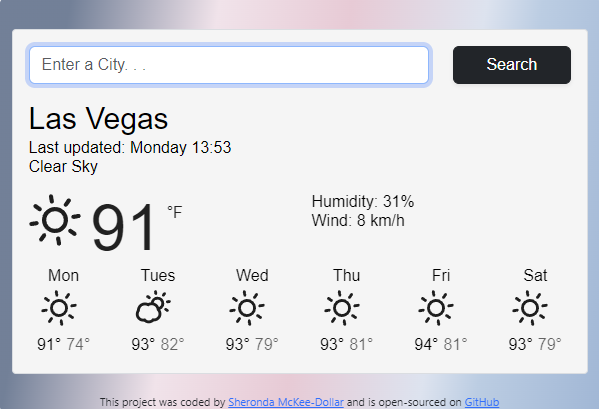 Enter a City. . .
Search
Las Vegas
Last updated: Monday 13:53
Clear Sky
91 °F
Humidity: 31%
Wind: 8 km/h
Mon Tues Wed Thu Fri Sat
91° 74° 93° 82° 93° 79° 93° 81° 94° 81° 93° 79°
This project was coded by Sheronda McKee-Dollar and is open-sourced on GitHub